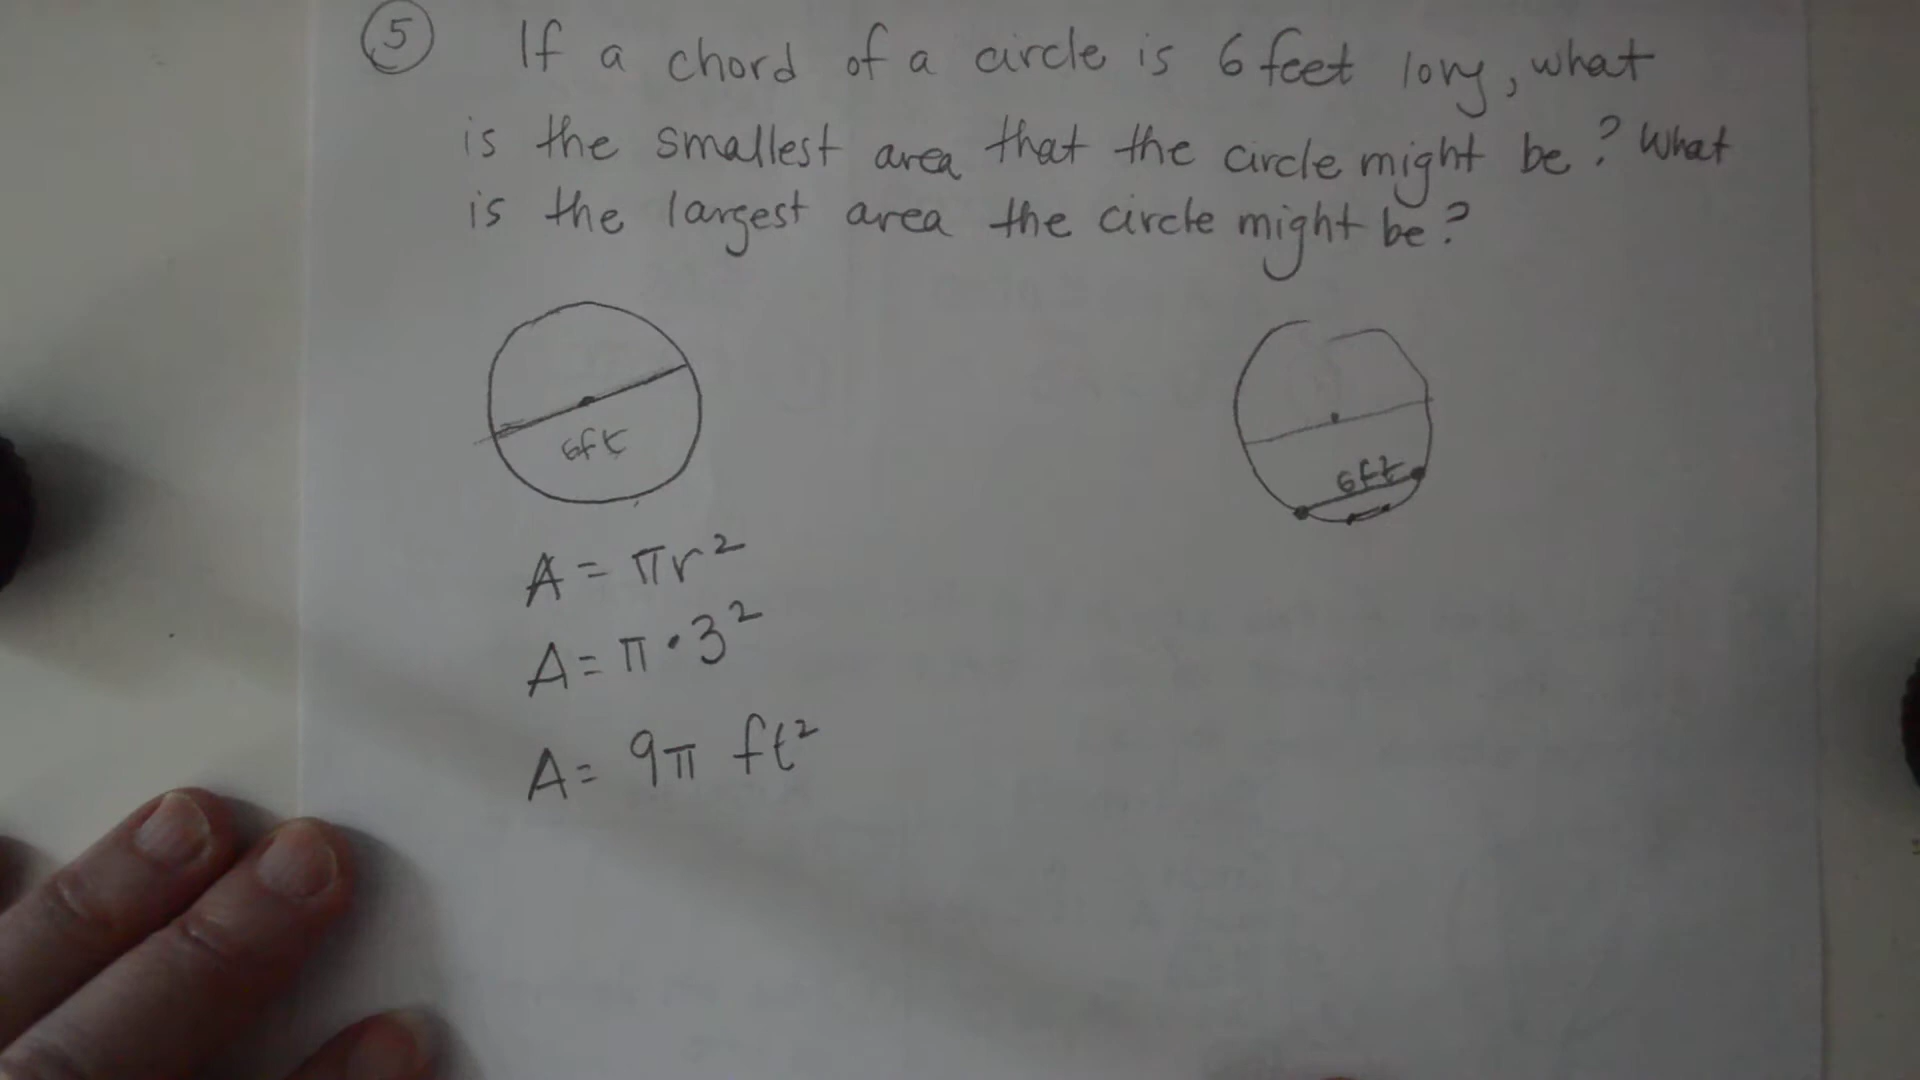 5 If a chord of a circle is 6 feet long, what
is the smallest area that the circle might be? What
is the largest area the circle might be?
6ft
6ft
A = πr²
A = π · 3²
A = 9π ft²